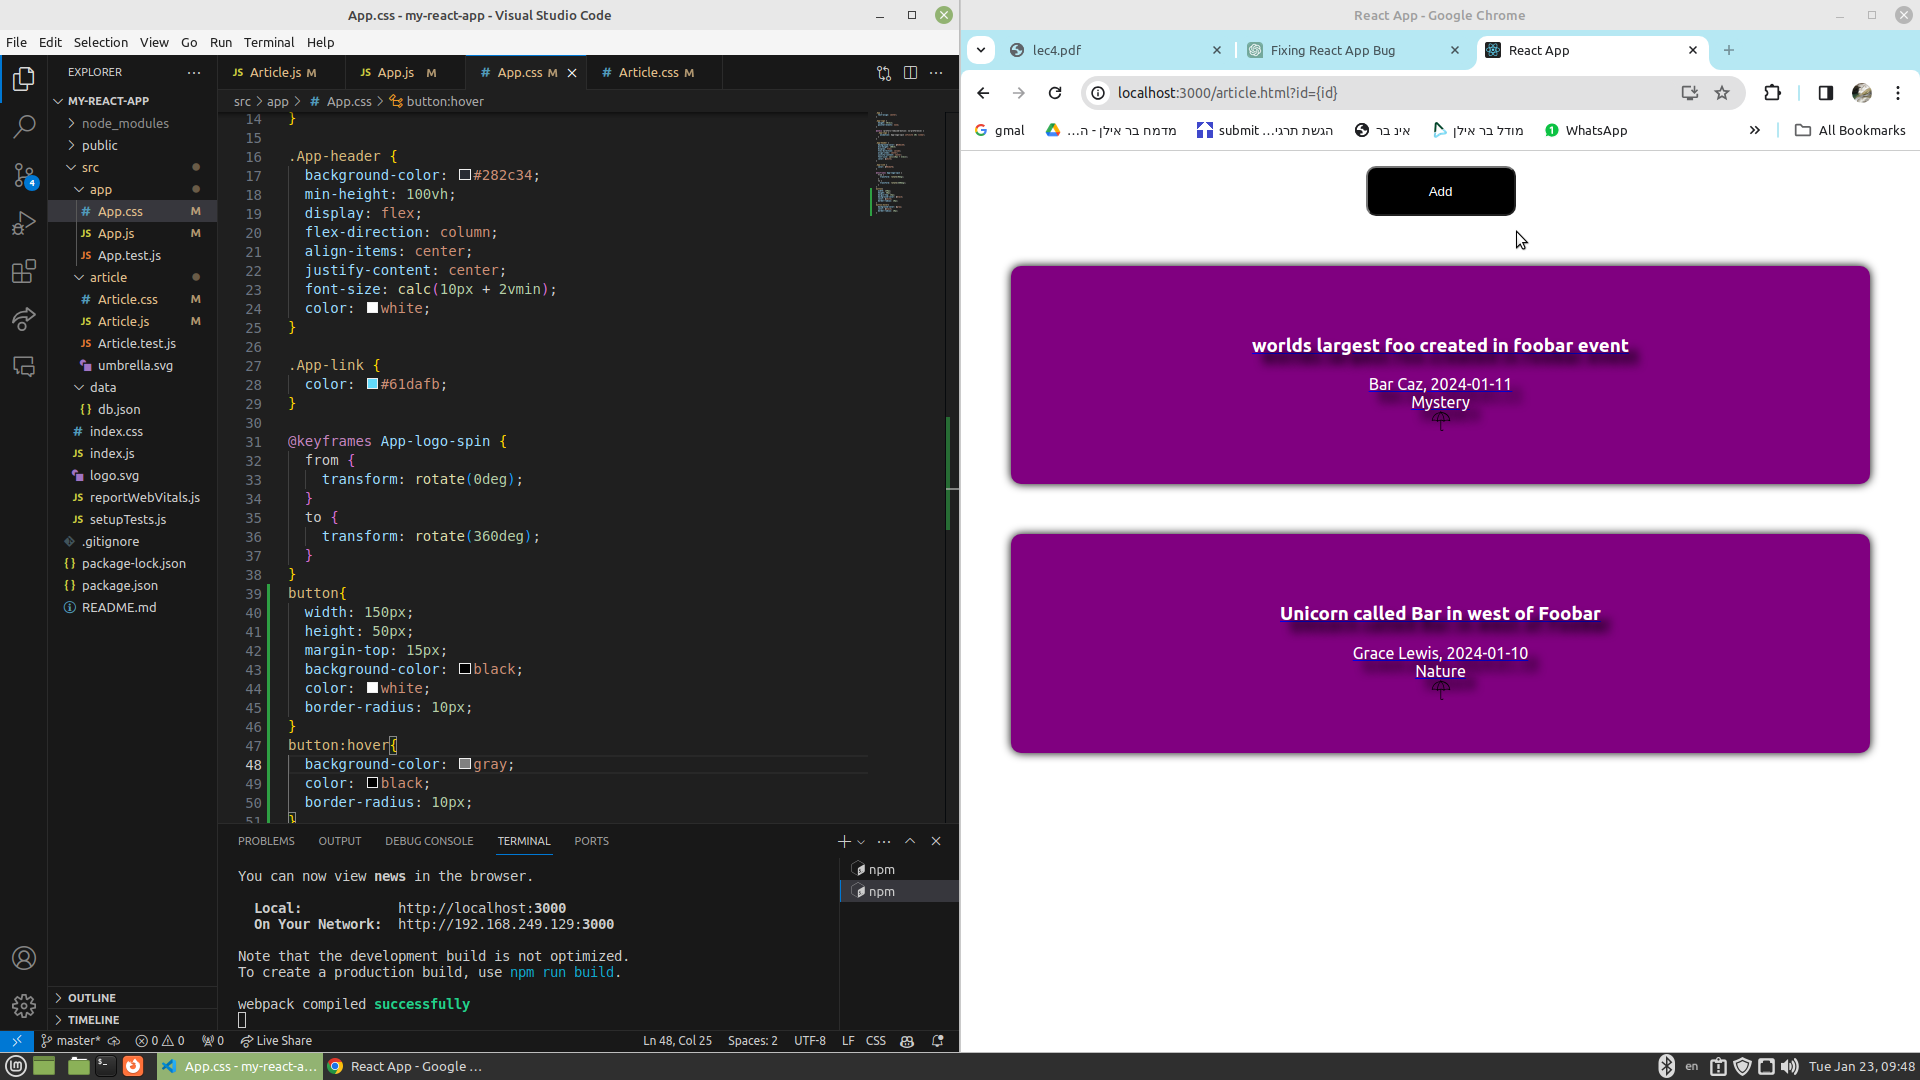 App.css - my-react-app - Visual Studio Code
File Edit Selection View Go Run Terminal Help
EXPLORER
MY-REACT-APP
node_modules
public
src
app
App.css M
App.js M
App.test.js
article
Article.css M
Article.js M
Article.test.js
umbrella.svg
data
db.json
index.css
index.js
logo.svg
reportWebVitals.js
setupTests.js
.gitignore
package-lock.json
package.json
README.md
OUTLINE
TIMELINE
4
Article.js M App.js M App.css M Article.css M
src > app > # App.css > button:hover
14 }
15
16 .App-header {
17 background-color: #282c34;
18 min-height: 100vh;
19 display: flex;
20 flex-direction: column;
21 align-items: center;
22 justify-content: center;
23 font-size: calc(10px + 2vmin);
24 color: white;
25 }
26
27 .App-link {
28 color: #61dafb;
29 }
30
31 @keyframes App-logo-spin {
32 from {
33 transform: rotate(0deg);
34 }
35 to {
36 transform: rotate(360deg);
37 }
38 }
39 button{
40 width: 150px;
41 height: 50px;
42 margin-top: 15px;
43 background-color: black;
44 color: white;
45 border-radius: 10px;
46 }
47 button:hover{
48 background-color: gray;
49 color: black;
50 border-radius: 10px;
51 }
PROBLEMS OUTPUT DEBUG CONSOLE TERMINAL PORTS
You can now view news in the browser.
Local: http://localhost:3000
On Your Network: http://192.168.249.129:3000
Note that the development build is not optimized.
To create a production build, use npm run build.
webpack compiled successfully
npm
npm
master* 0 0 0 Live Share Ln 48, Col 25 Spaces: 2 UTF-8 LF CSS
React App - Google Chrome
lec4.pdf Fixing React App Bug React App
localhost:3000/article.html?id={id}
gmal מדמח בר אילן - ה... submit הגשת תרגי... אינ בר מודל בר אילן WhatsApp All Bookmarks
Add
worlds largest foo created in foobar event
Bar Caz, 2024-01-11
Mystery
Unicorn called Bar in west of Foobar
Grace Lewis, 2024-01-10
Nature
App.css - my-react-a... React App - Google ... en Tue Jan 23, 09:48